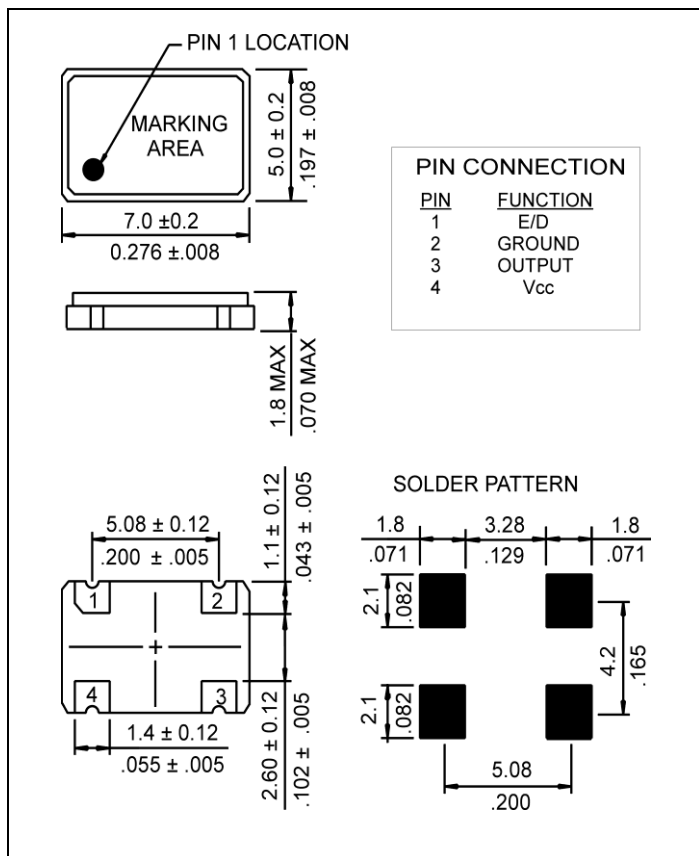 PIN 1 LOCATION
MARKING
AREA
5.0 ± 0.2
.197 ± .008
7.0 ±0.2
0.276 ±.008
PIN CONNECTION
PIN FUNCTION
1 E/D
2 GROUND
3 OUTPUT
4 Vcc
1.8 MAX
.070 MAX
5.08 ± 0.12
.200 ± .005
1.1 ± 0.12
.043 ± .005
1 2
4 3
1.4 ± 0.12
.055 ± .005
2.60 ± 0.12
.102 ± .005
SOLDER PATTERN
1.8 3.28 1.8
.071 .129 .071
2.1
.082
4.2
.165
2.1
.082
5.08
.200